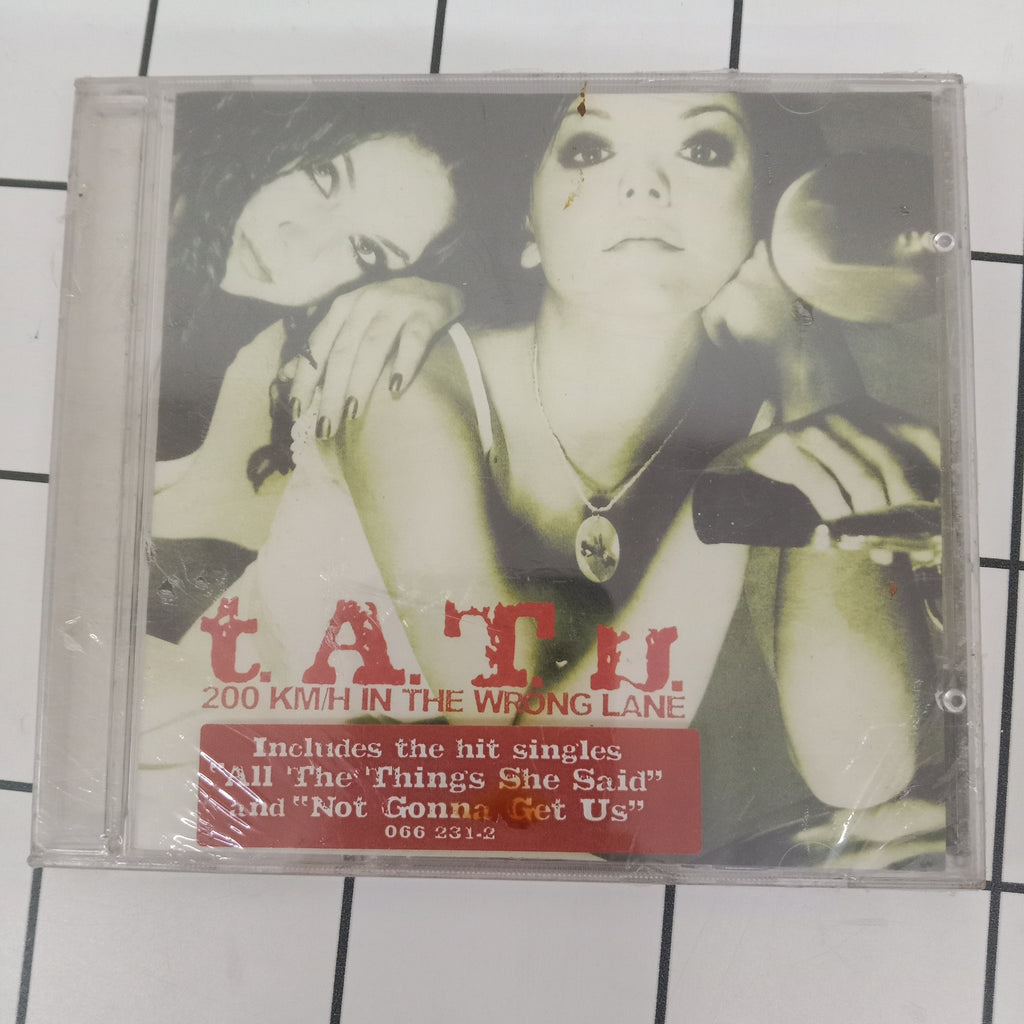 t.A.T.u.
200 KM/H IN THE WRONG LANE
Includes the hit singles
"All The Things She Said"
and "Not Gonna Get Us"
066 231-2